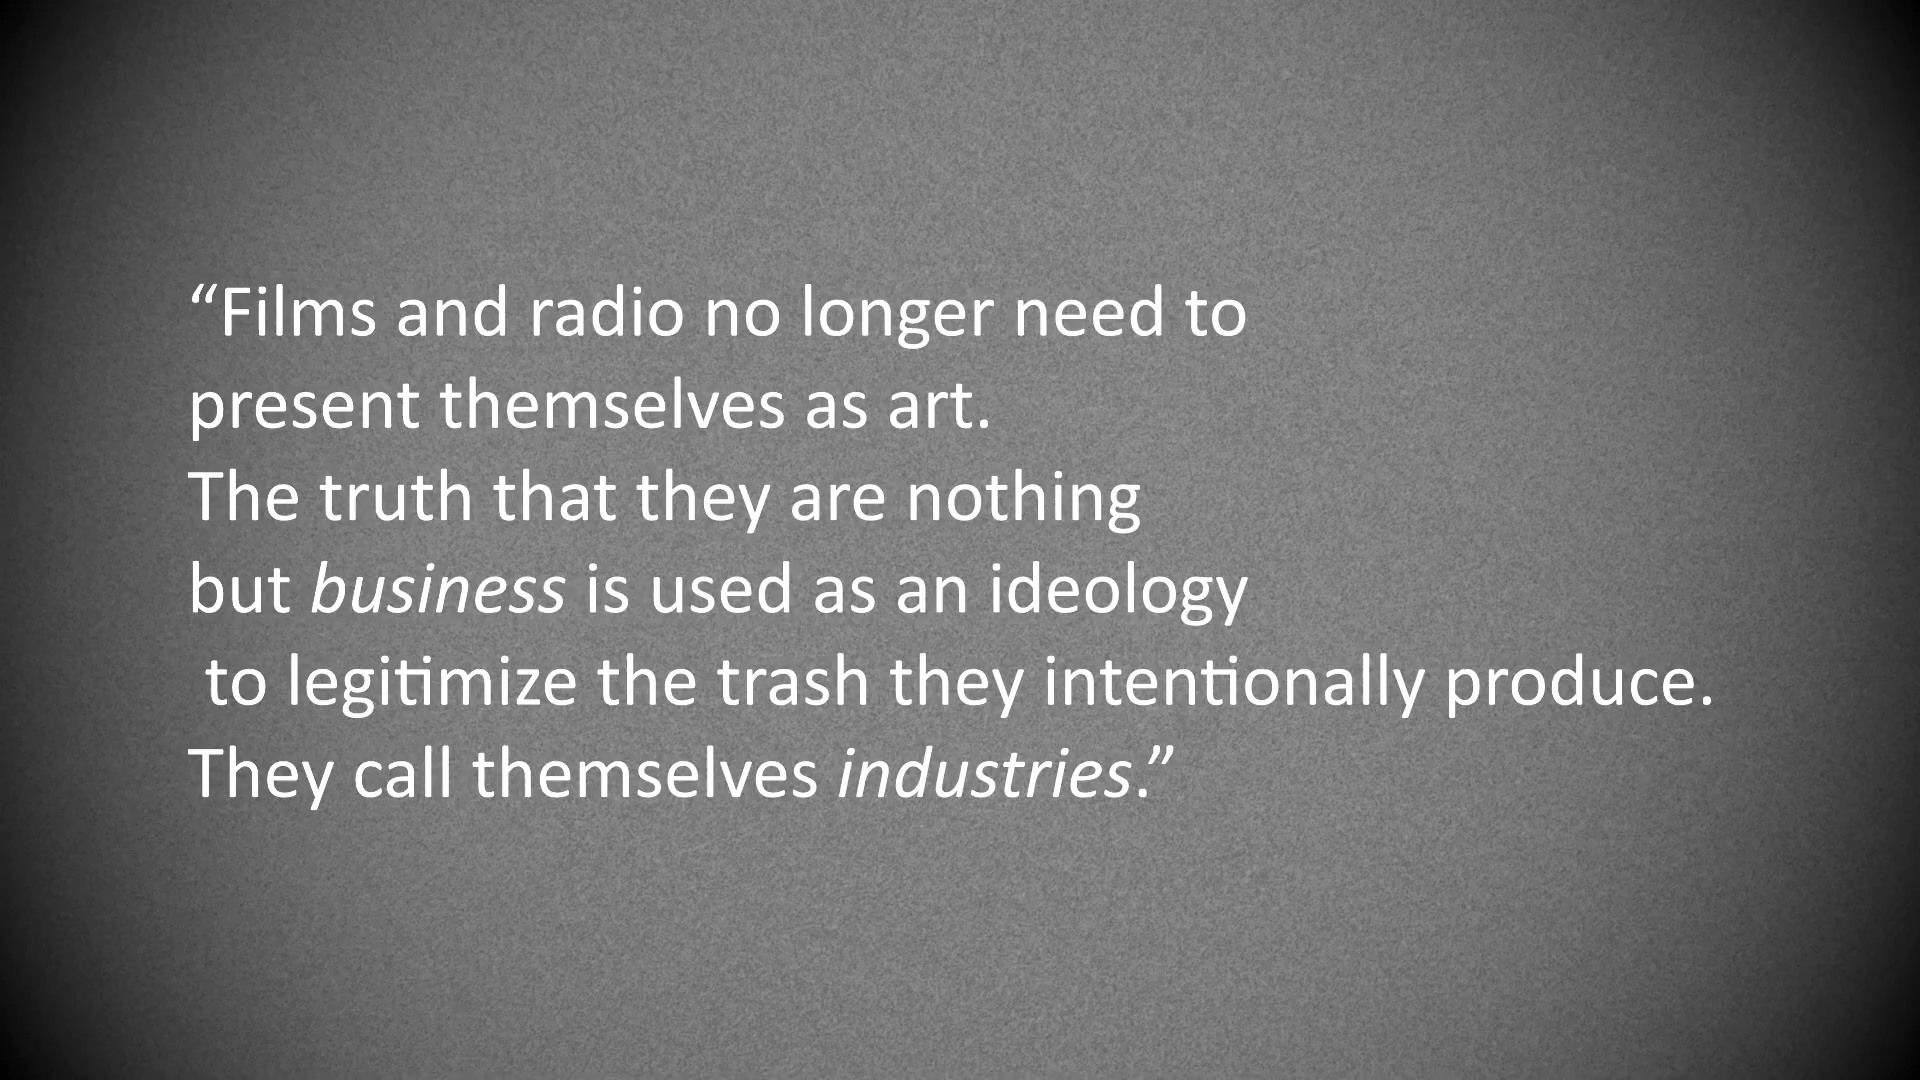 “Films and radio no longer need to
present themselves as art.
The truth that they are nothing
but business is used as an ideology
to legitimize the trash they intentionally produce.
They call themselves industries.”